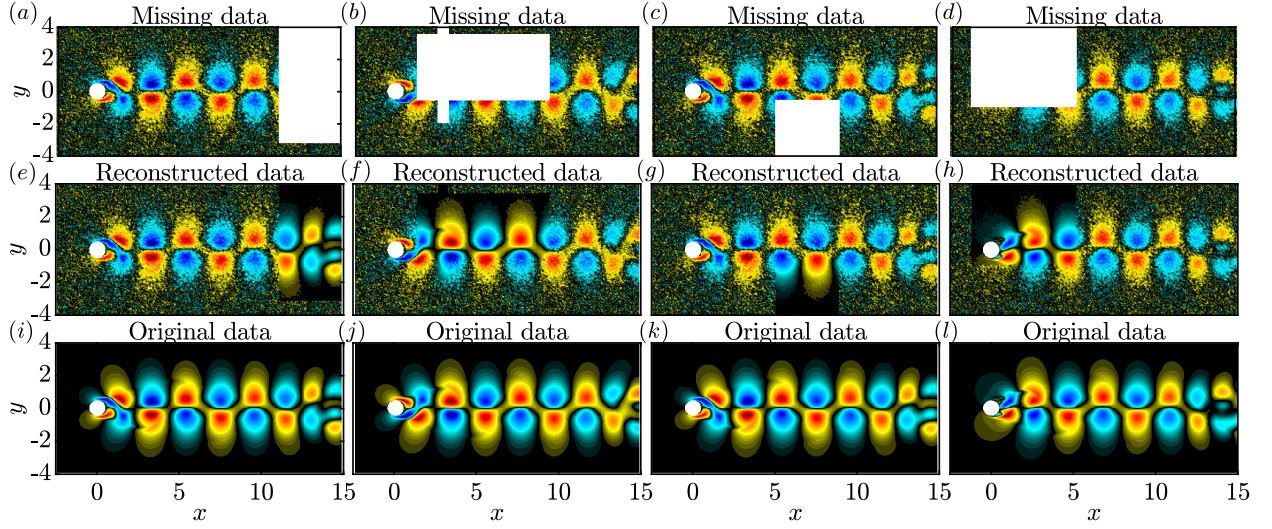 (a) Missing data (b) Missing data (c) Missing data (d) Missing data
4
2
y 0
-2
-4
(e) Reconstructed data (f) Reconstructed data (g) Reconstructed data (h) Reconstructed data
4
2
y 0
-2
-4
(i) Original data (j) Original data (k) Original data (l) Original data
4
2
y 0
-2
-4
0 5 10 15 0 5 10 15 0 5 10 15 0 5 10 15
x x x x